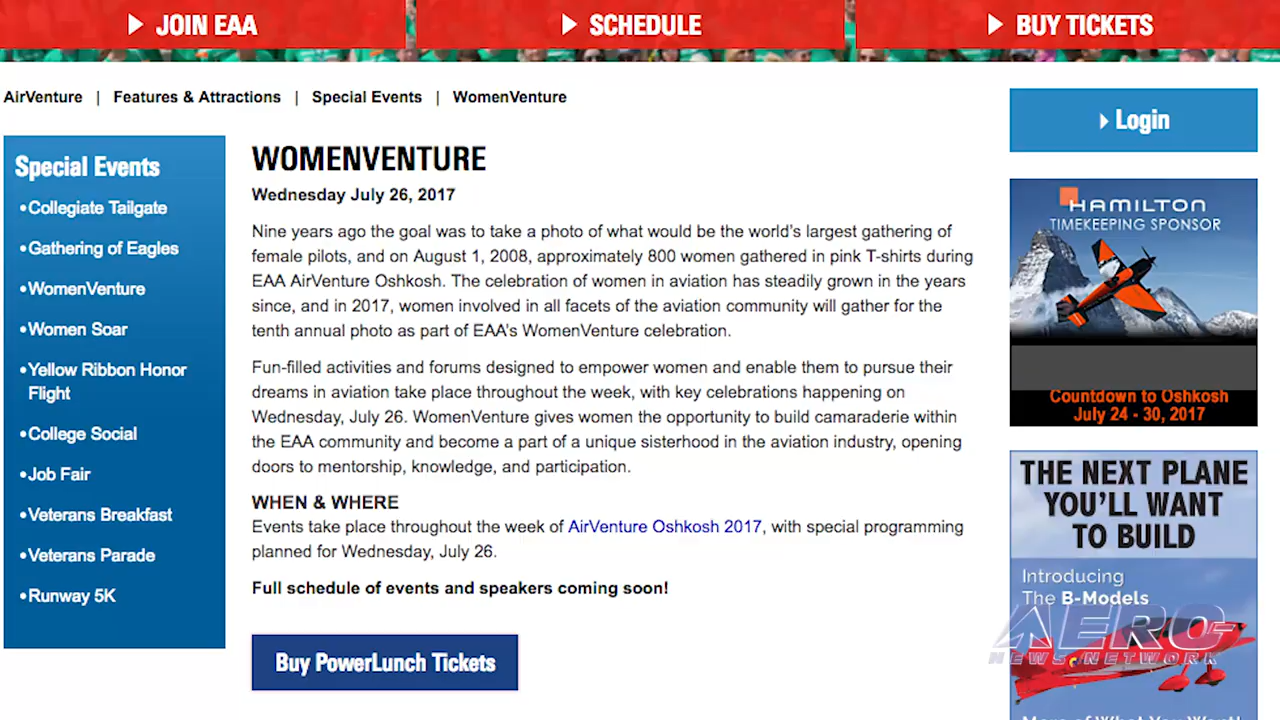 JOIN EAA
SCHEDULE
BUY TICKETS
AirVenture | Features & Attractions | Special Events | WomenVenture
Special Events
•Collegiate Tailgate
•Gathering of Eagles
•WomenVenture
•Women Soar
•Yellow Ribbon Honor
Flight
•College Social
•Job Fair
•Veterans Breakfast
•Veterans Parade
•Runway 5K
WOMENVENTURE
Wednesday July 26, 2017
Nine years ago the goal was to take a photo of what would be the world's largest gathering of
female pilots, and on August 1, 2008, approximately 800 women gathered in pink T-shirts during
EAA AirVenture Oshkosh. The celebration of women in aviation has steadily grown in the years
since, and in 2017, women involved in all facets of the aviation community will gather for the
tenth annual photo as part of EAA's WomenVenture celebration.
Fun-filled activities and forums designed to empower women and enable them to pursue their
dreams in aviation take place throughout the week, with key celebrations happening on
Wednesday, July 26. WomenVenture gives women the opportunity to build camaraderie within
the EAA community and become a part of a unique sisterhood in the aviation industry, opening
doors to mentorship, knowledge, and participation.
WHEN & WHERE
Events take place throughout the week of AirVenture Oshkosh 2017, with special programming
planned for Wednesday, July 26.
Full schedule of events and speakers coming soon!
Buy PowerLunch Tickets
Login
HAMILTON
TIMEKEEPING SPONSOR
Countdown to Oshkosh
July 24 - 30, 2017
THE NEXT PLANE
YOU'LL WANT
TO BUILD
Introducing
The B-Models
AERO-
NEWS NETWORK
More of What You Want!